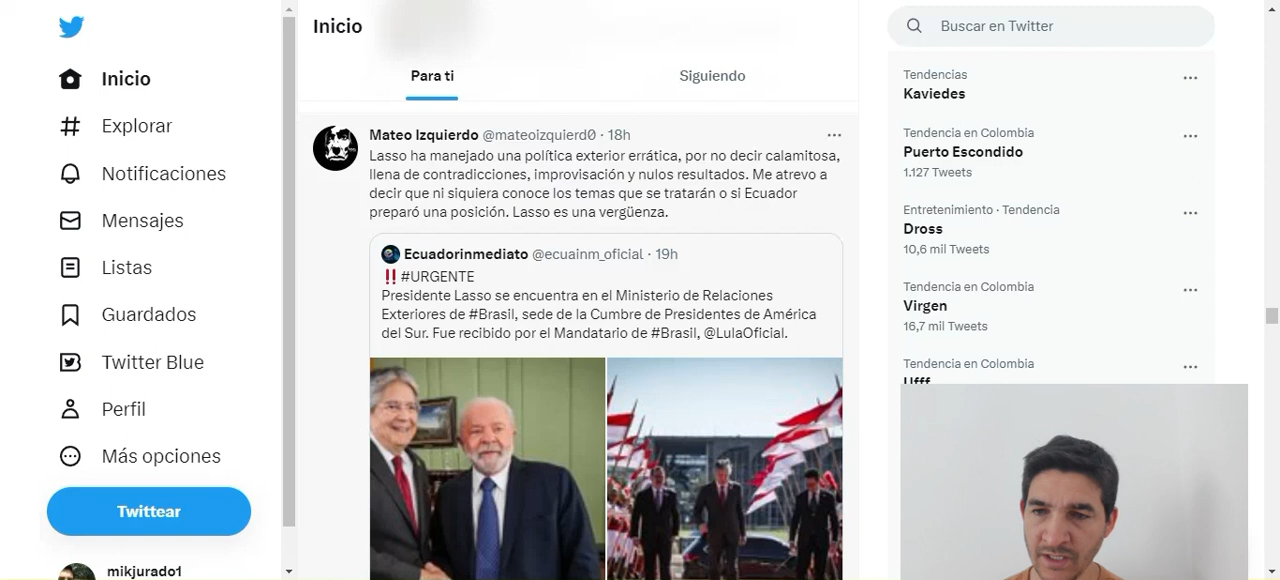 Inicio
Explorar
Notificaciones
Mensajes
Listas
Guardados
Twitter Blue
Perfil
Más opciones
Twittear
mikjurado1
Inicio
Para ti
Siguiendo
Mateo Izquierdo @mateoizquierd0 · 18h
Lasso ha manejado una política exterior errática, por no decir calamitosa,
llena de contradicciones, improvisación y nulos resultados. Me atrevo a
decir que ni siquiera conoce los temas que se tratarán o si Ecuador
preparó una posición. Lasso es una vergüenza.
Ecuadorinmediato @ecuainm_oficial · 19h
‼️ #URGENTE
Presidente Lasso se encuentra en el Ministerio de Relaciones
Exteriores de #Brasil, sede de la Cumbre de Presidentes de América
del Sur. Fue recibido por el Mandatario de #Brasil, @LulaOficial.
Buscar en Twitter
Tendencias
Kaviedes
Tendencia en Colombia
Puerto Escondido
1.127 Tweets
Entretenimiento · Tendencia
Dross
10,6 mil Tweets
Tendencia en Colombia
Virgen
16,7 mil Tweets
Tendencia en Colombia
Ufff